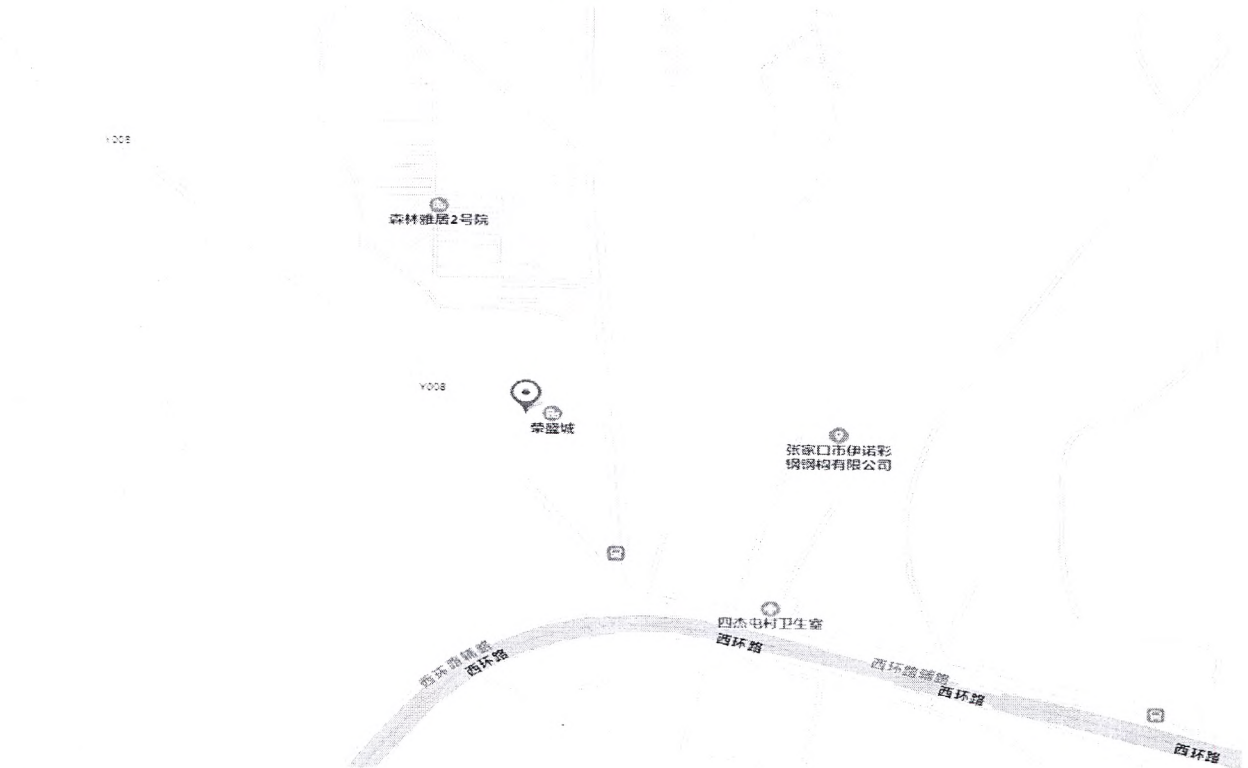 Y008
森林雅居2号院
Y008
荣盛城
张家口市伊诺彩
钢钢构有限公司
四杰屯村卫生室
西环路
西环路辅路
西环路
西环路辅路
西环路
西环路